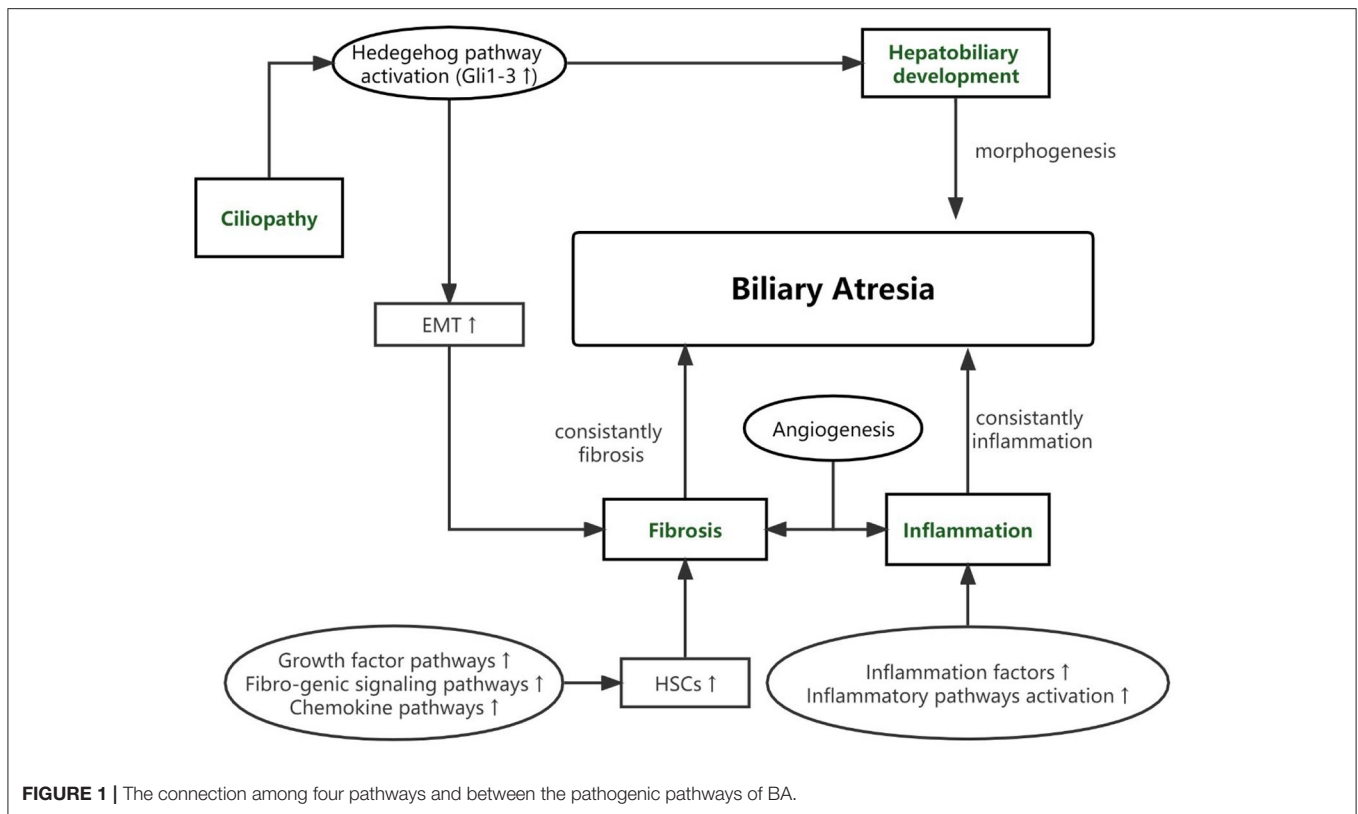 Hedegehog pathway
activation (Gli1-3 ↑)
Hepatobiliary
development
morphogenesis
Ciliopathy
Biliary Atresia
EMT ↑
consistantly
fibrosis
Angiogenesis
consistantly
inflammation
Fibrosis
Inflammation
Growth factor pathways ↑
Fibro-genic signaling pathways ↑
Chemokine pathways ↑
HSCs ↑
Inflammation factors ↑
Inflammatory pathways activation ↑
FIGURE 1 | The connection among four pathways and between the pathogenic pathways of BA.